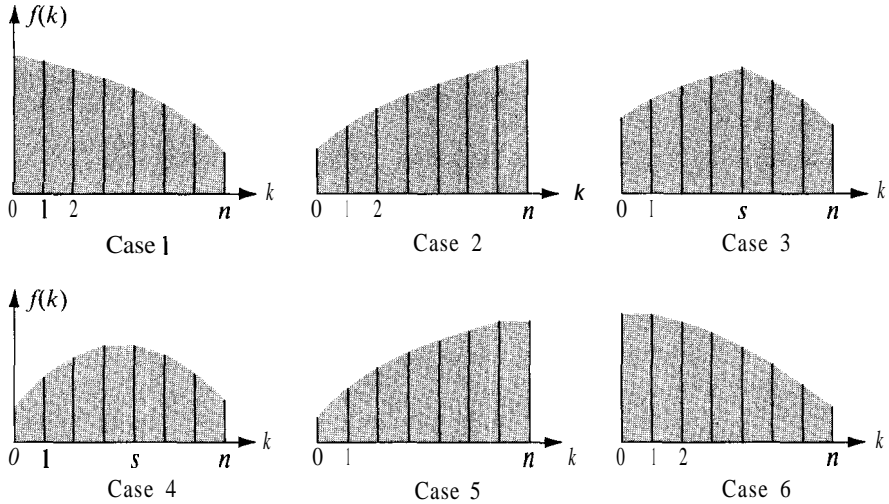 f(k)
k k k
0 1 2 n 0 1 2 n 0 1 s n
Case 1 Case 2 Case 3
f(k)
k k k
0 1 s n 0 1 n 0 1 2 n
Case 4 Case 5 Case 6